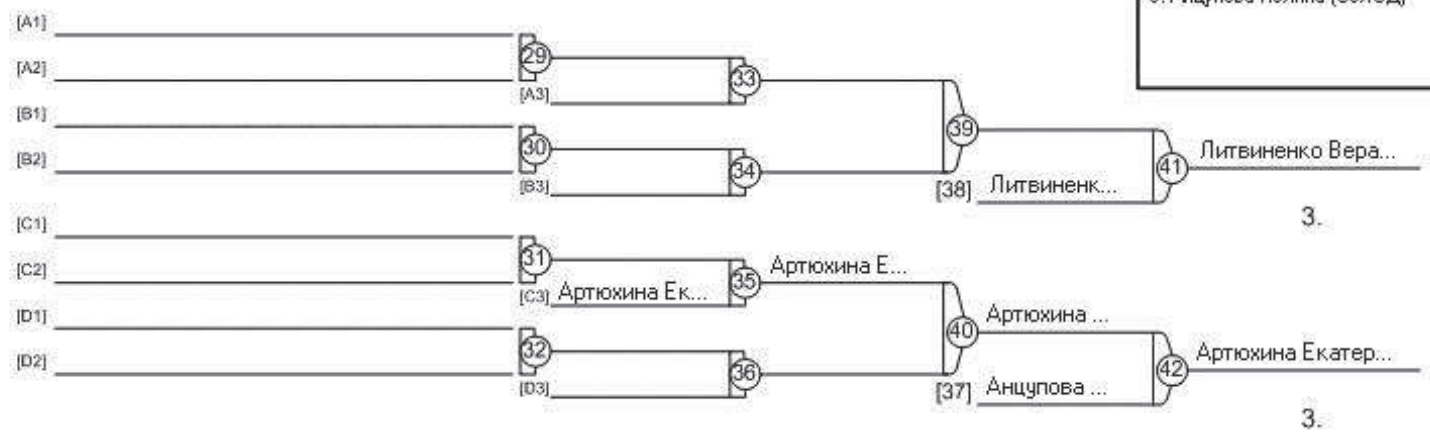 [A1]
29
[A2]
33
[A3]
[B1]
39
30
[B2]
34
41
Литвиненко Вера...
[B3]
[38] Литвиненк...
[C1]
3.
31
Артюхина Е...
[C2]
35
[C3] Артюхина Ек...
[D1]
40
Артюхина ...
32
Артюхина Екатер...
[D2]
36
42
[D3]
[37] Анцупова ...
3.